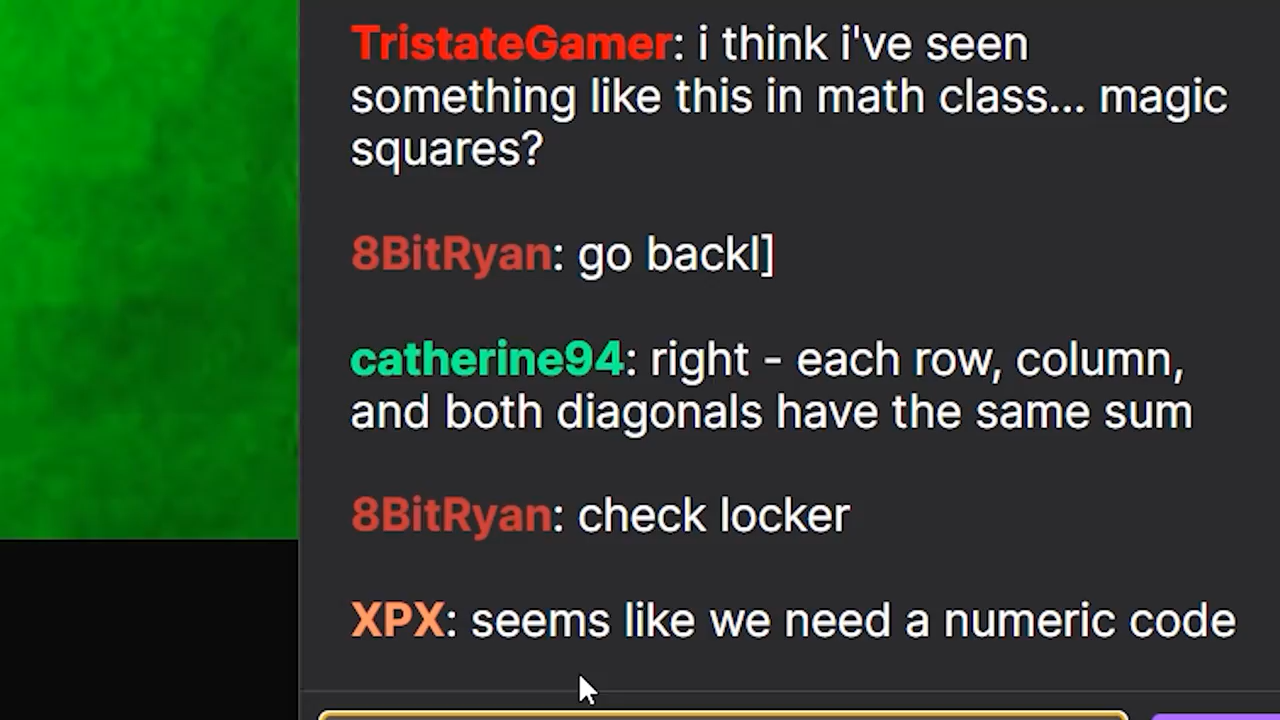 TristateGamer: i think i've seen
something like this in math class... magic
squares?
8BitRyan: go backl]
catherine94: right - each row, column,
and both diagonals have the same sum
8BitRyan: check locker
XPX: seems like we need a numeric code